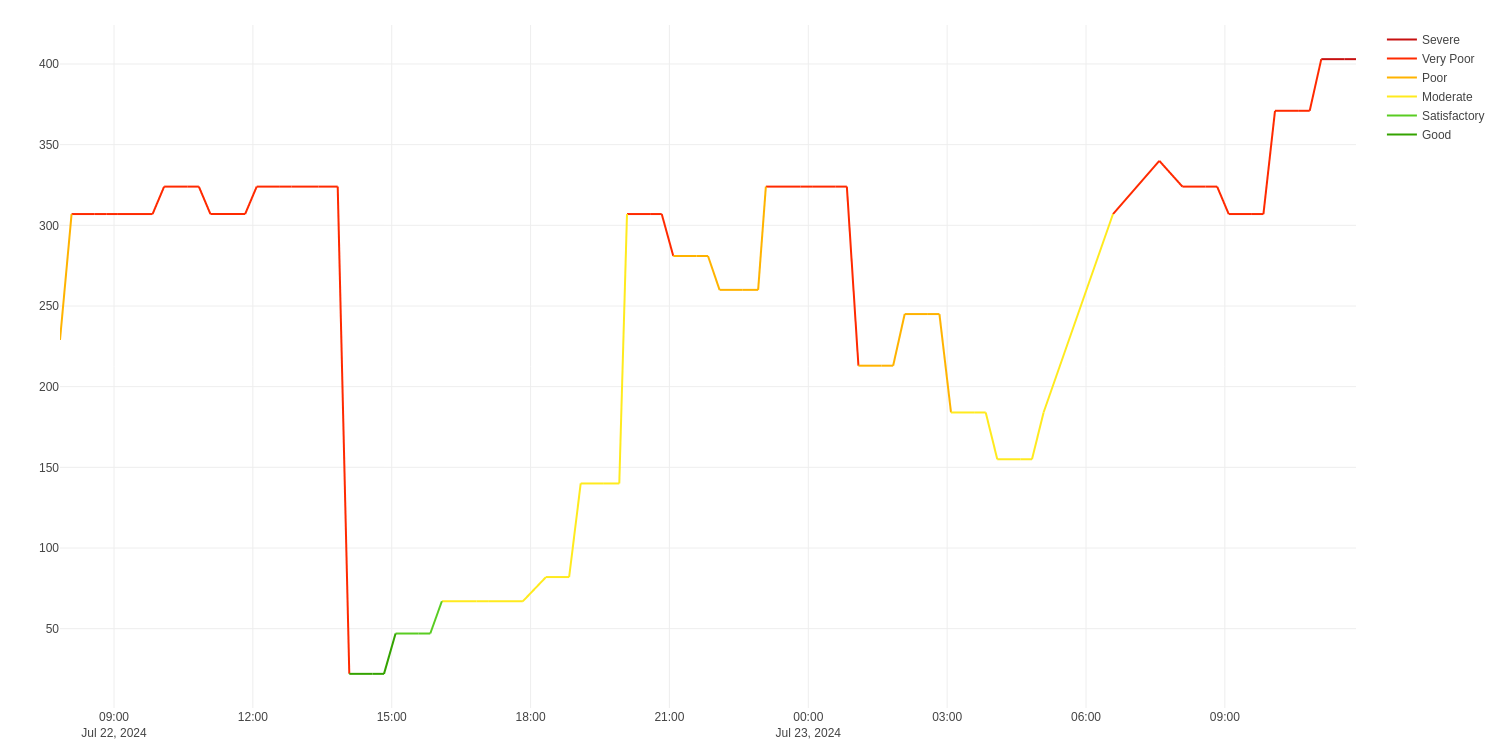 400
350
300
250
200
150
100
50
09:00
Jul 22, 2024
12:00
15:00
18:00
21:00
00:00
Jul 23, 2024
03:00
06:00
09:00
Severe
Very Poor
Poor
Moderate
Satisfactory
Good